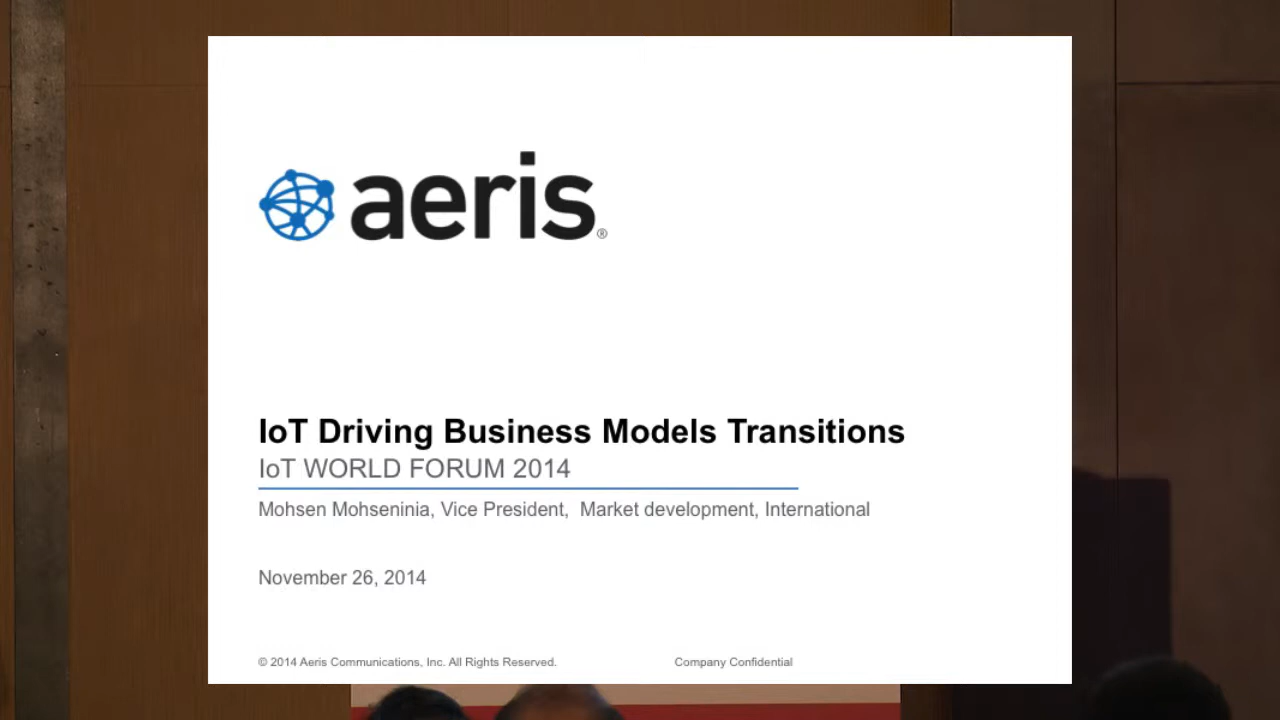 aeris®
IoT Driving Business Models Transitions
IoT WORLD FORUM 2014
Mohsen Mohseninia, Vice President, Market development, International
November 26, 2014
© 2014 Aeris Communications, Inc. All Rights Reserved. Company Confidential